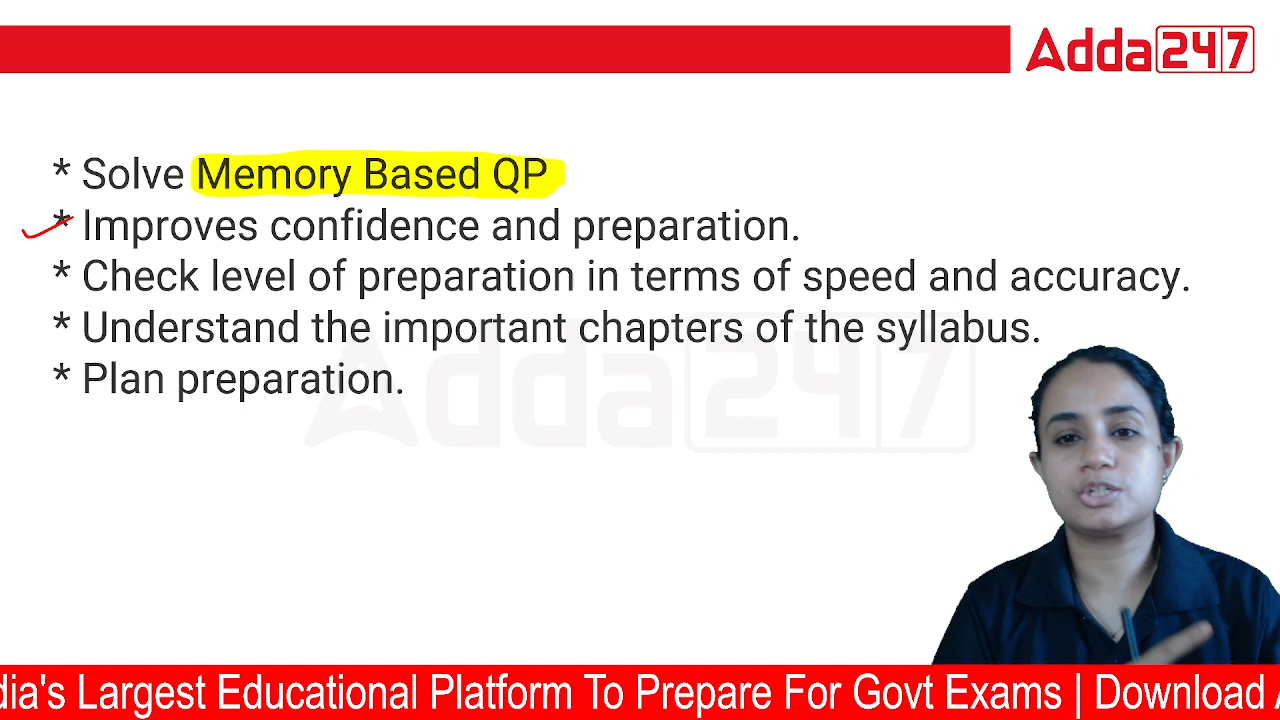 Adda247
* Solve Memory Based QP
* Improves confidence and preparation.
* Check level of preparation in terms of speed and accuracy.
* Understand the important chapters of the syllabus.
* Plan preparation.
Adda247
dia's Largest Educational Platform To Prepare For Govt Exams | Download A